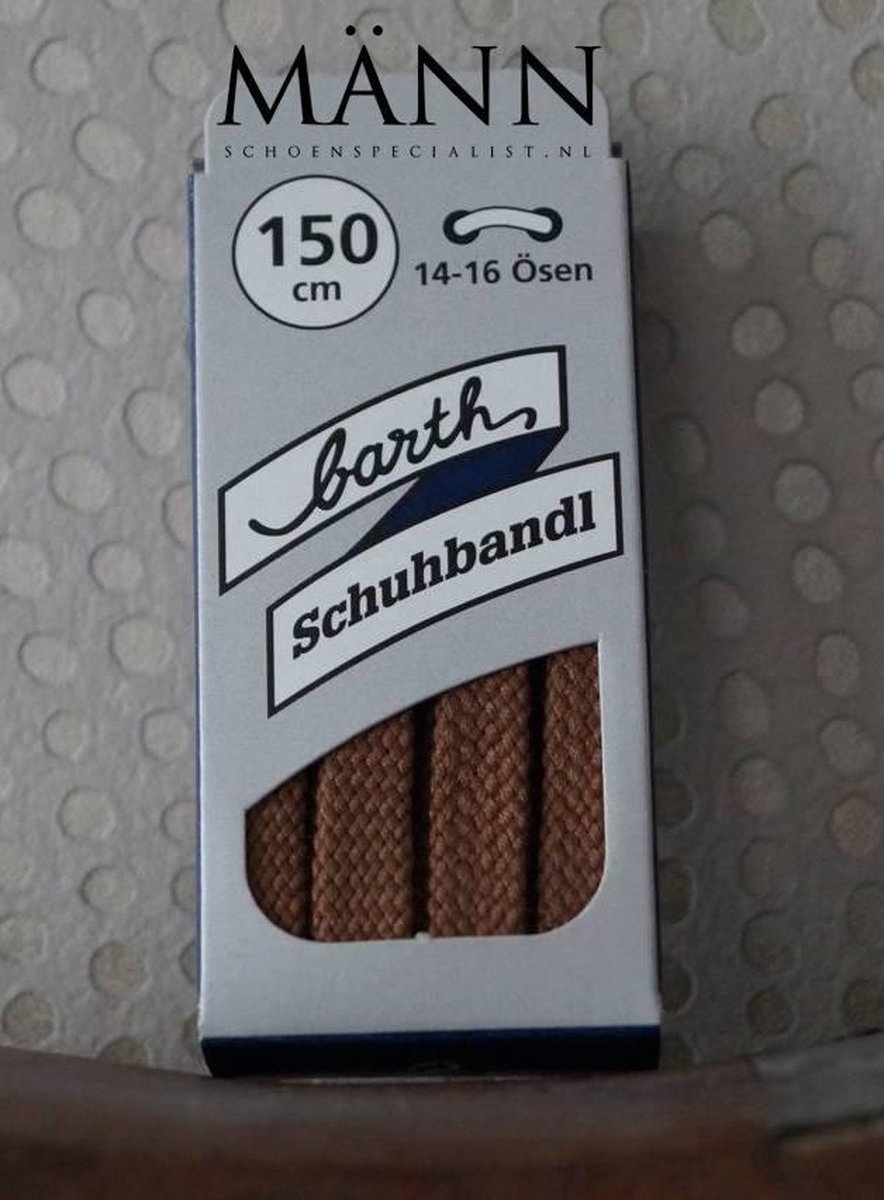 MÄNN
SCHOENSPECIALIST.NL
150
cm
14-16 Ösen
barth
Schuhbandl